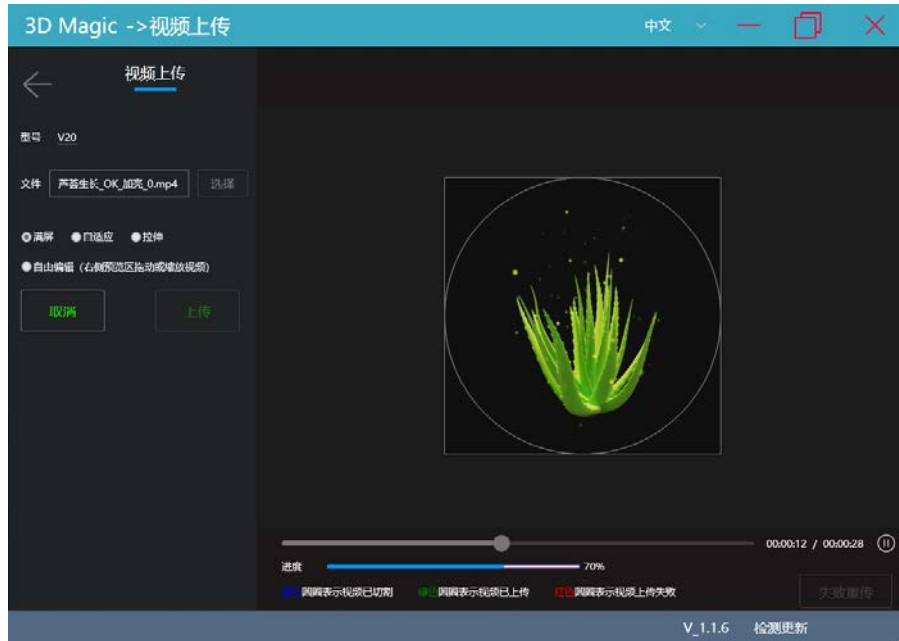 3D Magic ->视频上传
中文
视频上传
型号 V20
文件 芦荟生长_OK_加亮_0.mp4 选择
满屏 自适应 拉伸
自由编辑（右侧预览区拖动或缩放视频）
取消 上传
00:00:12 / 00:00:28
进度 70%
蓝色圆圈表示视频已切割 绿色圆圈表示视频已上传 红色圆圈表示视频上传失败
失败重传
V_1.1.6 检测更新